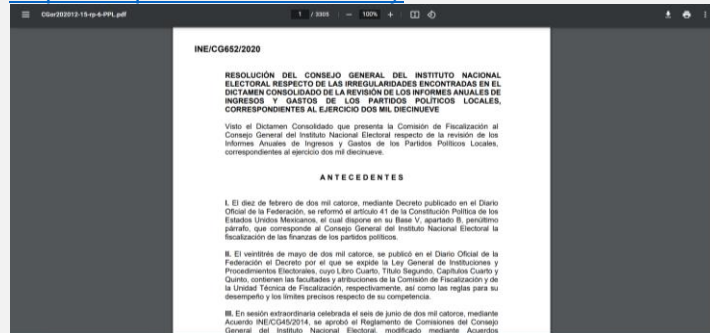 CGor202012-15-rp-6-PPL.pdf
1 / 3305
100%
INE/CG652/2020
RESOLUCIÓN DEL CONSEJO GENERAL DEL INSTITUTO NACIONAL
ELECTORAL RESPECTO DE LAS IRREGULARIDADES ENCONTRADAS EN EL
DICTAMEN CONSOLIDADO DE LA REVISIÓN DE LOS INFORMES ANUALES DE
INGRESOS Y GASTOS DE LOS PARTIDOS POLÍTICOS LOCALES,
CORRESPONDIENTES AL EJERCICIO DOS MIL DIECINUEVE
Visto el Dictamen Consolidado que presenta la Comisión de Fiscalización al
Consejo General del Instituto Nacional Electoral respecto de la revisión de los
Informes Anuales de Ingresos y Gastos de los Partidos Políticos Locales,
correspondientes al ejercicio dos mil diecinueve.
A N T E C E D E N T E S
I. El diez de febrero de dos mil catorce, mediante Decreto publicado en el Diario
Oficial de la Federación, se reformó el artículo 41 de la Constitución Política de los
Estados Unidos Mexicanos, el cual dispone en su Base V, apartado B, penúltimo
párrafo, que corresponde al Consejo General del Instituto Nacional Electoral la
fiscalización de las finanzas de los partidos políticos.
II. El veintitrés de mayo de dos mil catorce, se publicó en el Diario Oficial de la
Federación el Decreto por el que se expide la Ley General de Instituciones y
Procedimientos Electorales, cuyo Libro Cuarto, Título Segundo, Capítulos Cuarto y
Quinto, contienen las facultades y atribuciones de la Comisión de Fiscalización y de
la Unidad Técnica de Fiscalización, respectivamente, así como las reglas para su
desempeño y los límites precisos respecto de su competencia.
III. En sesión extraordinaria celebrada el seis de junio de dos mil catorce, mediante
Acuerdo INE/CG45/2014, se aprobó el Reglamento de Comisiones del Consejo
General del Instituto Nacional Electoral, modificado mediante Acuerdos